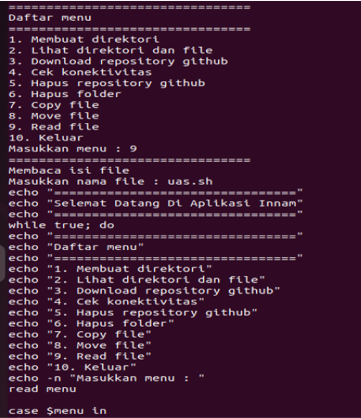 ================================
Daftar menu
================================
1. Membuat direktori
2. Lihat direktori dan file
3. Download repository github
4. Cek konektivitas
5. Hapus repository github
6. Hapus folder
7. Copy file
8. Move file
9. Read file
10. Keluar
Masukkan menu : 9
================================
Membaca isi file
Masukkan nama file : uas.sh
echo "================================"
echo "Selemat Datang Di Aplikasi Innam"
echo "================================"
while true; do
echo "================================"
echo "Daftar menu"
echo "================================"
echo "1. Membuat direktori"
echo "2. Lihat direktori dan file"
echo "3. Download repository github"
echo "4. Cek konektivitas"
echo "5. Hapus repository github"
echo "6. Hapus folder"
echo "7. Copy file"
echo "8. Move file"
echo "9. Read file"
echo "10. Keluar"
echo -n "Masukkan menu : "
read menu
case $menu in